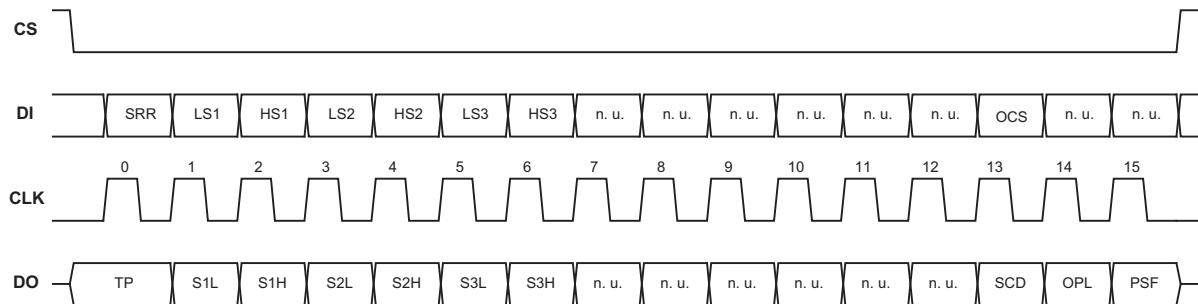 CS
DI SRR LS1 HS1 LS2 HS2 LS3 HS3 n. u. n. u. n. u. n. u. n. u. n. u. OCS n. u. n. u.
0 1 2 3 4 5 6 7 8 9 10 11 12 13 14 15
CLK
DO TP S1L S1H S2L S2H S3L S3H n. u. n. u. n. u. n. u. n. u. n. u. SCD OPL PSF